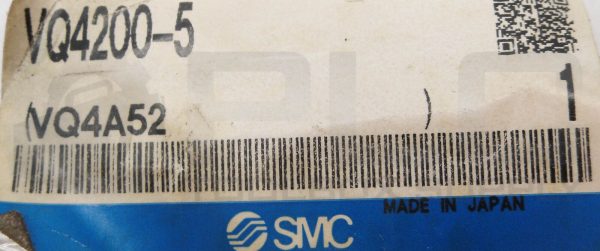 VQ4200-5
(VQ4A52 ) 1
MADE IN JAPAN
SMC